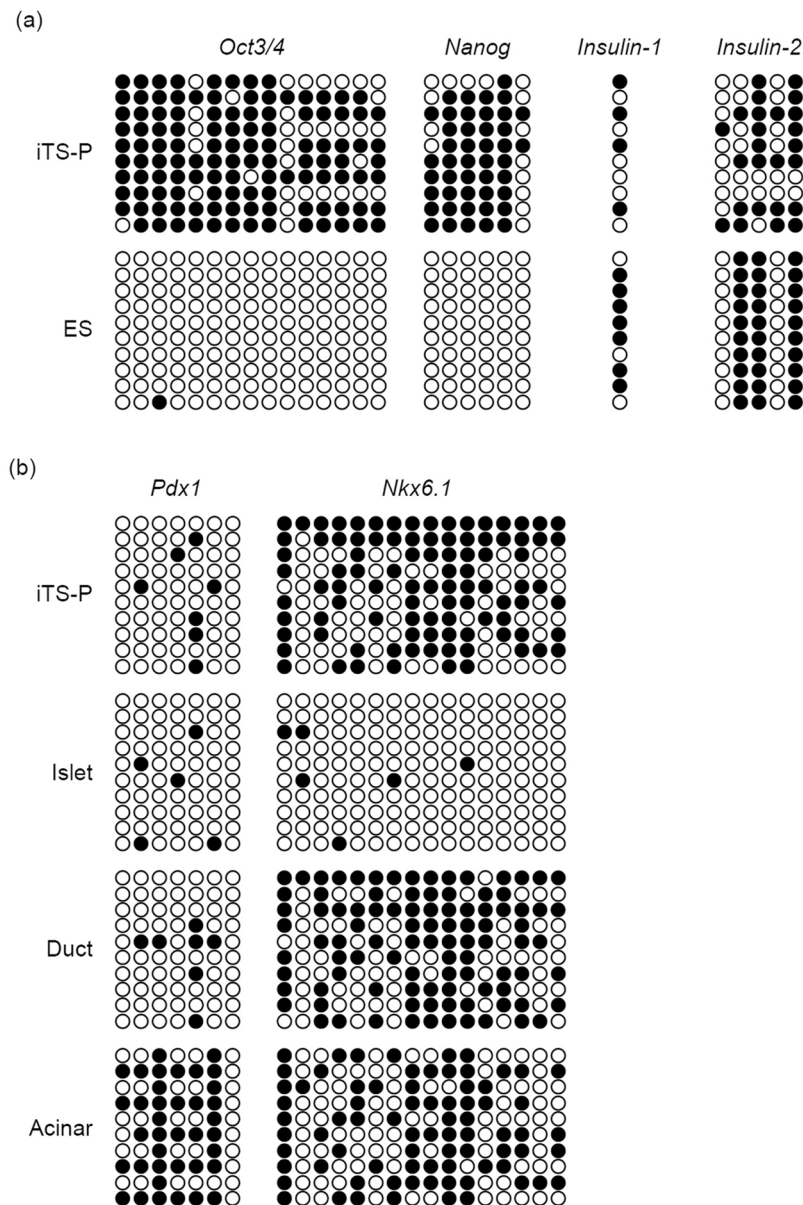 (a)
Oct3/4 Nanog Insulin-1 Insulin-2
iTS-P
ES
(b)
Pdx1 Nkx6.1
iTS-P
Islet
Duct
Acinar